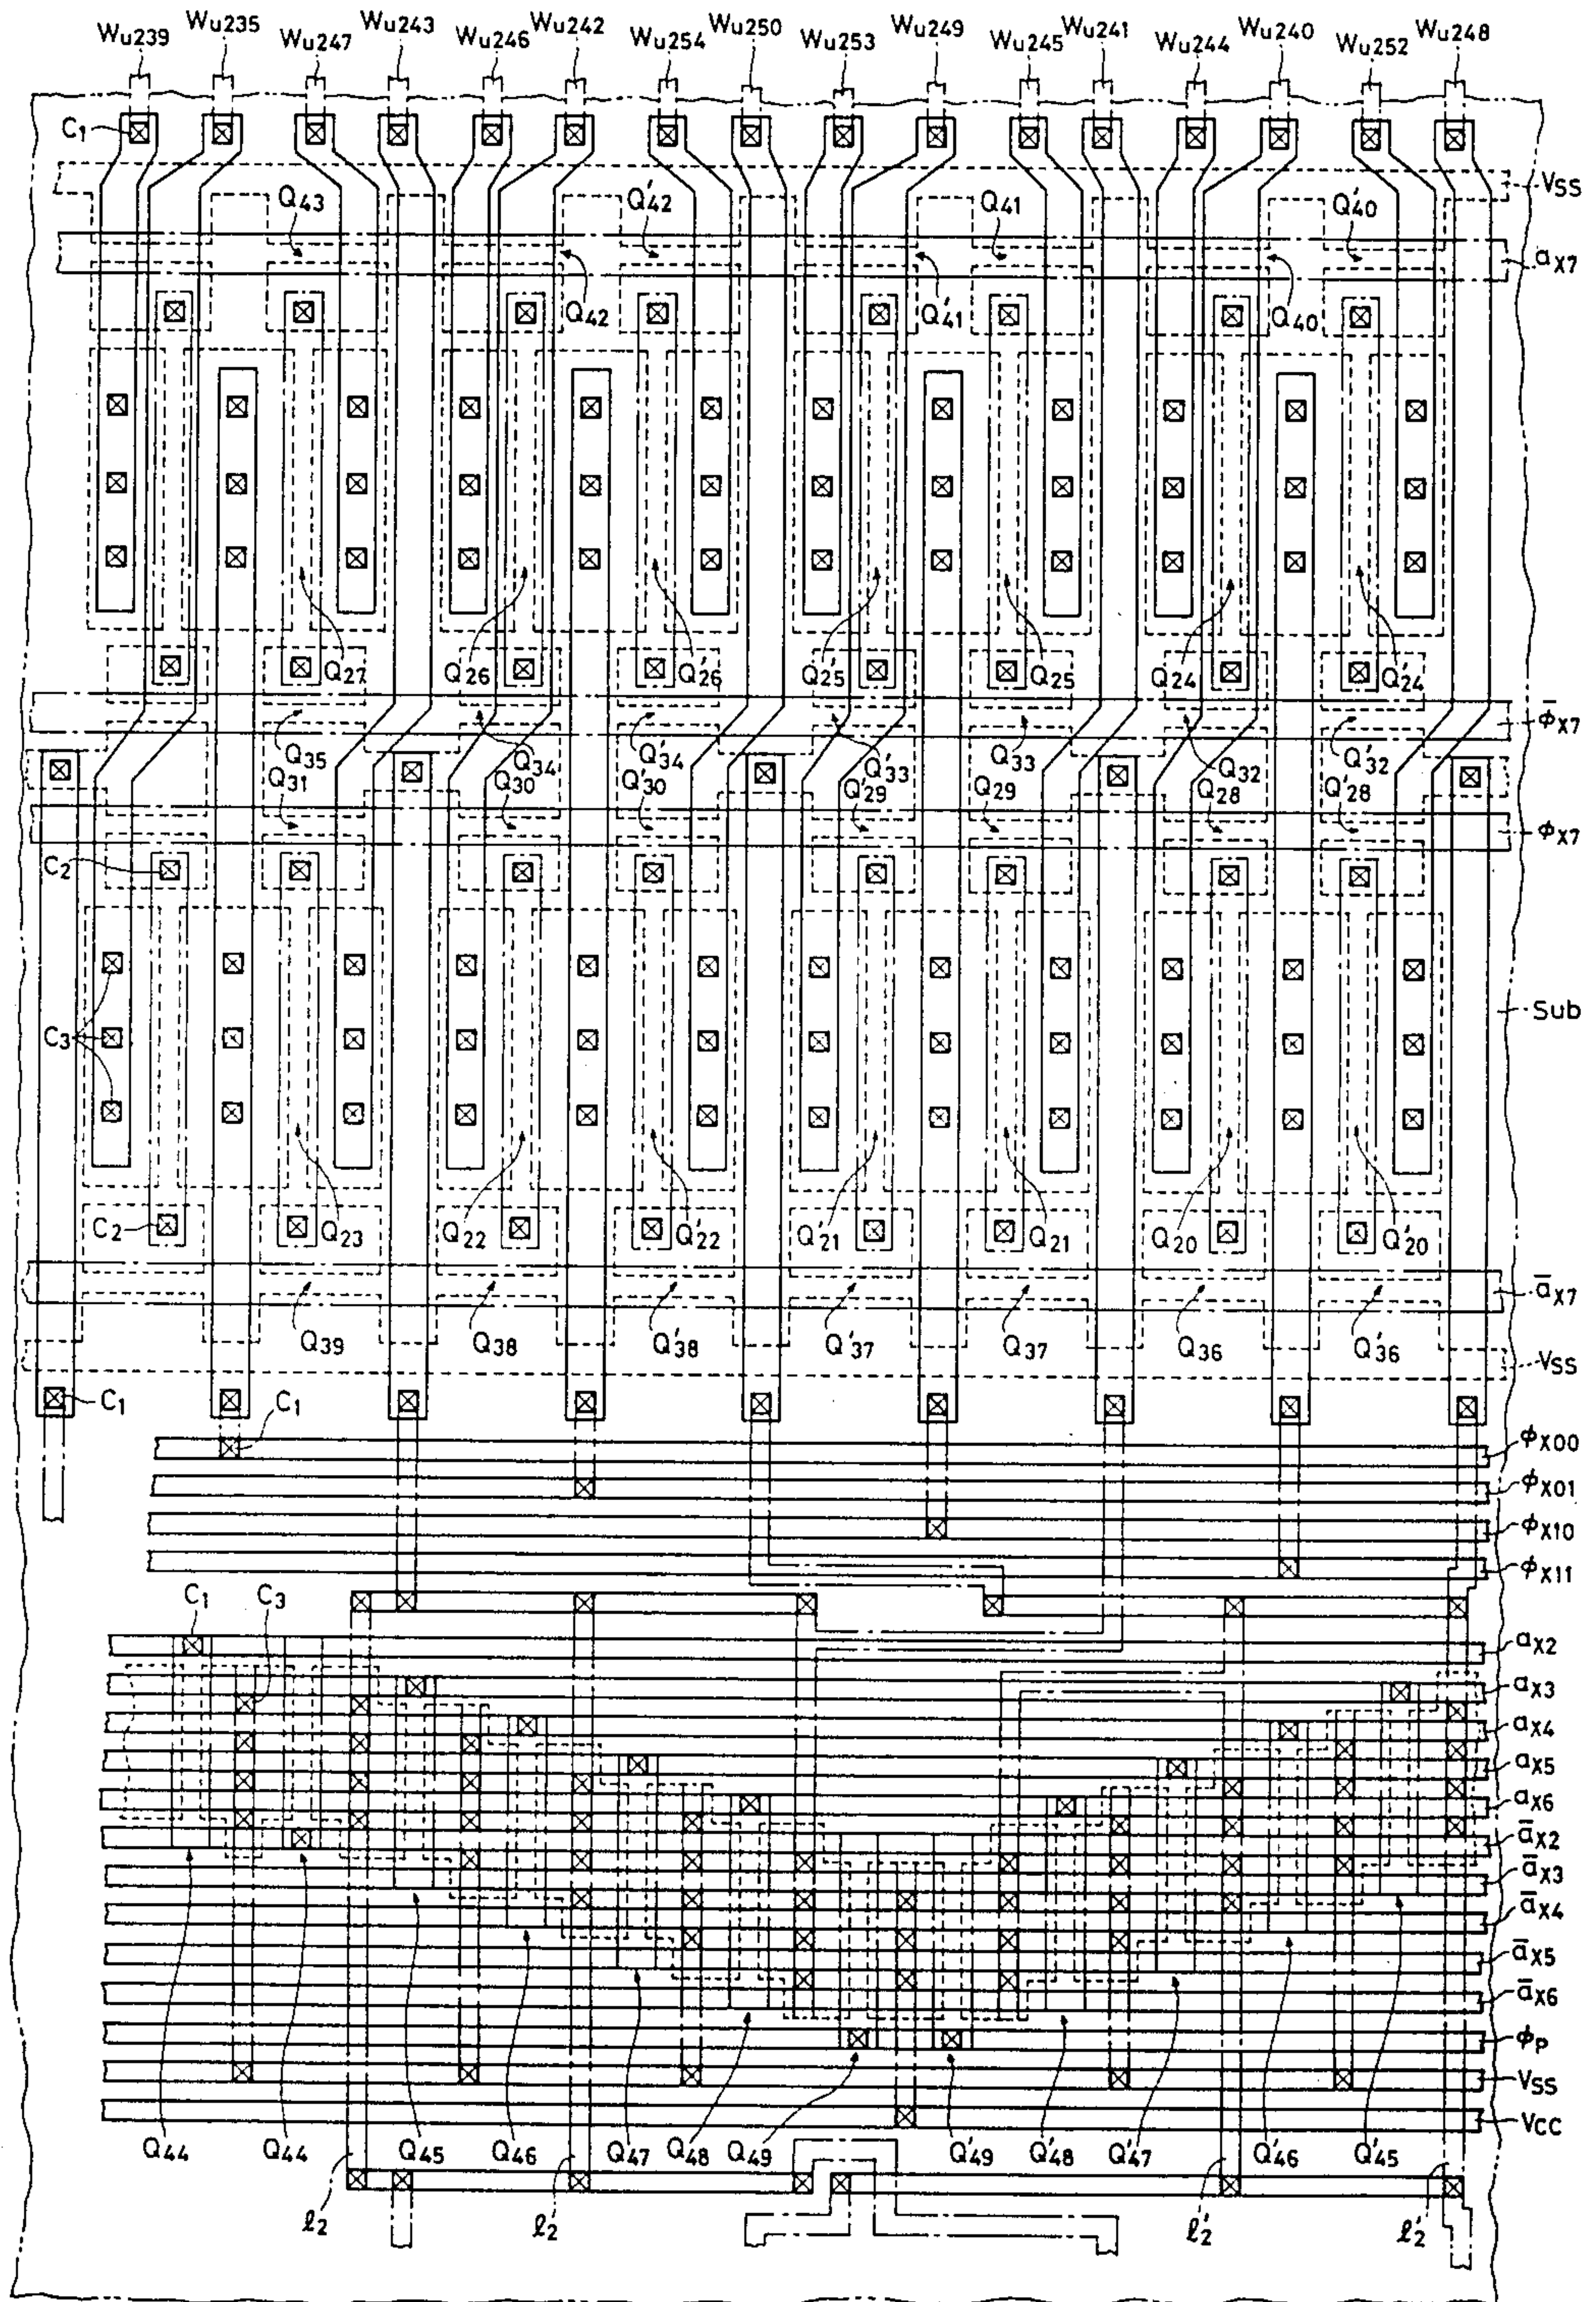 Wu239 Wu235 Wu247 Wu243 Wu246 Wu242 Wu254 Wu250 Wu253 Wu249 Wu245 Wu241 Wu244 Wu240 Wu252 Wu248
C1
VSS
Q43 Q'42 Q41 Q'40
aX7
Q42 Q'41 Q40
Q27 Q26 Q'26 Q'25 Q25 Q24 Q'24
φ̄X7
Q35 Q34 Q'34 Q'33 Q33 Q32 Q'32
Q31 Q30 Q'30 Q'29 Q29 Q28 Q'28
φX7
C2
Sub
C3
C2 Q23 Q22 Q'22 Q'21 Q21 Q20 Q'20
āX7
Q39 Q38 Q'38 Q'37 Q37 Q36 Q'36
VSS
C1 C1
φX00
φX01
φX10
φX11
C1 C3
aX2
aX3
aX4
aX5
aX6
āX2
āX3
āX4
āX5
āX6
φP
VSS
VCC
Q44 Q44 Q45 Q46 Q47 Q48 Q49 Q'49 Q'48 Q'47 Q46 Q'45
ℓ2 ℓ2 ℓ'2 ℓ'2